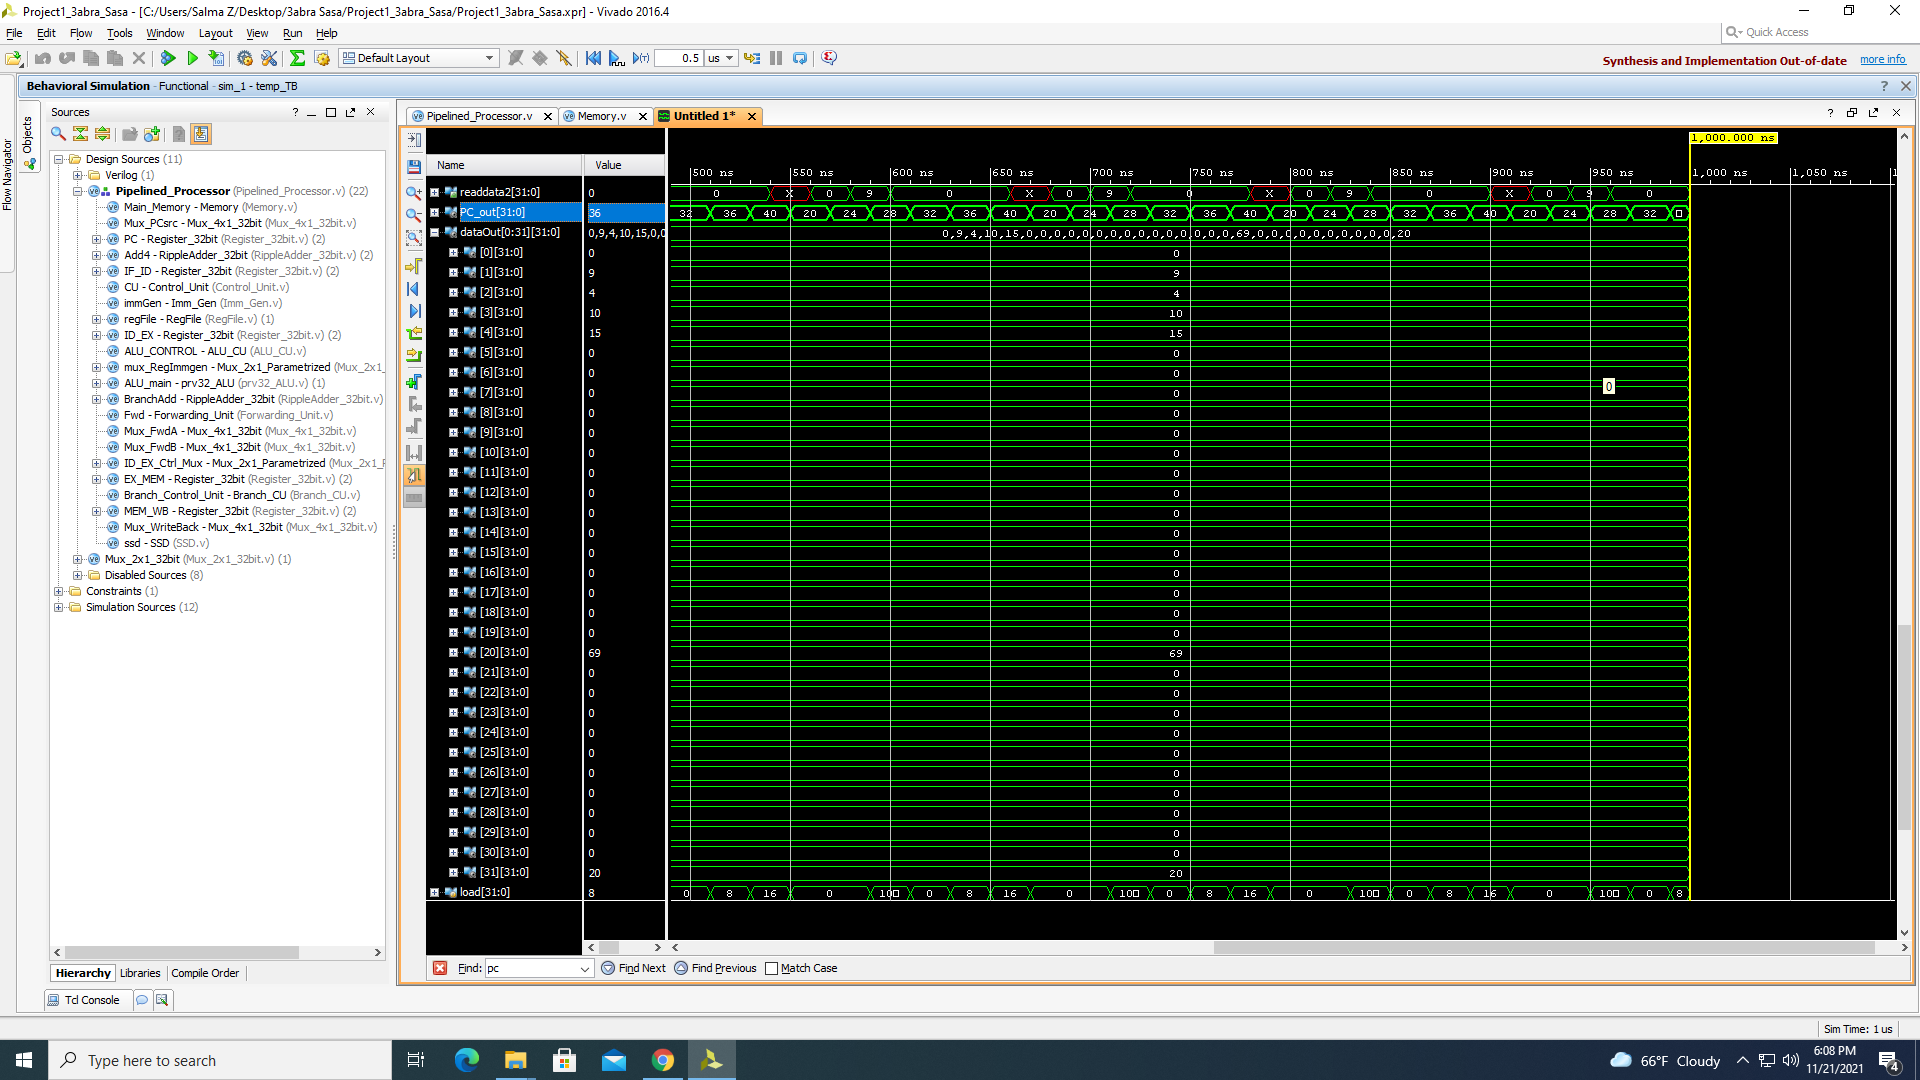 Project1_3abra_Sasa - [C:/Users/Salma Z/Desktop/3abra Sasa/Project1_3abra_Sasa/Project1_3abra_Sasa.xpr] - Vivado 2016.4
File Edit Flow Tools Window Layout View Run Help
Quick Access
Default Layout
0.5 us
Synthesis and Implementation Out-of-date more info
Behavioral Simulation - Functional - sim_1 - temp_TB
Flow Navigator
Objects
Sources
Design Sources (11)
Verilog (1)
Pipelined_Processor (Pipelined_Processor.v) (22)
Main_Memory - Memory (Memory.v)
Mux_PCsrc - Mux_4x1_32bit (Mux_4x1_32bit.v)
PC - Register_32bit (Register_32bit.v) (2)
Add4 - RippleAdder_32bit (RippleAdder_32bit.v) (2)
IF_ID - Register_32bit (Register_32bit.v) (2)
CU - Control_Unit (Control_Unit.v)
immGen - Imm_Gen (Imm_Gen.v)
regFile - RegFile (RegFile.v) (1)
ID_EX - Register_32bit (Register_32bit.v) (2)
ALU_CONTROL - ALU_CU (ALU_CU.v)
mux_RegImmgen - Mux_2x1_Parametrized (Mux_2x1_
ALU_main - prv32_ALU (prv32_ALU.v) (1)
BranchAdd - RippleAdder_32bit (RippleAdder_32bit.v)
Fwd - Forwarding_Unit (Forwarding_Unit.v)
Mux_FwdA - Mux_4x1_32bit (Mux_4x1_32bit.v)
Mux_FwdB - Mux_4x1_32bit (Mux_4x1_32bit.v)
ID_EX_Ctrl_Mux - Mux_2x1_Parametrized (Mux_2x1_
EX_MEM - Register_32bit (Register_32bit.v) (2)
Branch_Control_Unit - Branch_CU (Branch_CU.v)
MEM_WB - Register_32bit (Register_32bit.v) (2)
Mux_WriteBack - Mux_4x1_32bit (Mux_4x1_32bit.v)
ssd - SSD (SSD.v)
Mux_2x1_32bit (Mux_2x1_32bit.v) (1)
Disabled Sources (8)
Constraints (1)
Simulation Sources (12)
Hierarchy Libraries Compile Order
Tcl Console
Pipelined_Processor.v Memory.v Untitled 1*
1,000.000 ns
Name Value 500 ns 550 ns 600 ns 650 ns 700 ns 750 ns 800 ns 850 ns 900 ns 950 ns 1,000 ns 1,050 ns 1
readdata2[31:0] 0 0 X 0 9 0 X 0 9 0 X 0 9 0 X 0 9 0
PC_out[31:0] 36 32 36 40 20 24 28 32 36 40 20 24 28 32 36 40 20 24 28 32 36 40 20 24 28 32
dataOut[0:31][31:0] 0,9,4,10,15,0,0 0,9,4,10,15,0,0,0,0,0,0,0,0,0,0,0,0,0,0,0,69,0,0,0,0,0,0,0,0,0,0,20
[0][31:0] 0 0
[1][31:0] 9 9
[2][31:0] 4 4
[3][31:0] 10 10
[4][31:0] 15 15
[5][31:0] 0 0
[6][31:0] 0 0
[7][31:0] 0 0 0
[8][31:0] 0 0
[9][31:0] 0 0
[10][31:0] 0 0
[11][31:0] 0 0
[12][31:0] 0 0
[13][31:0] 0 0
[14][31:0] 0 0
[15][31:0] 0 0
[16][31:0] 0 0
[17][31:0] 0 0
[18][31:0] 0 0
[19][31:0] 0 0
[20][31:0] 69 69
[21][31:0] 0 0
[22][31:0] 0 0
[23][31:0] 0 0
[24][31:0] 0 0
[25][31:0] 0 0
[26][31:0] 0 0
[27][31:0] 0 0
[28][31:0] 0 0
[29][31:0] 0 0
[30][31:0] 0 0
[31][31:0] 20 20
load[31:0] 8 0 8 16 0 10 0 8 16 0 10 0 8 16 0 10 0 8 16 0 10 0 8
Find: pc Find Next Find Previous Match Case
Sim Time: 1 us
Type here to search
66°F Cloudy
6:08 PM
11/21/2021
4